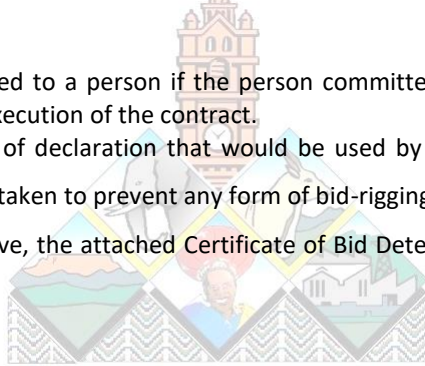 ed to a person if the person committe
xecution of the contract.
of declaration that would be used by
taken to prevent any form of bid-rigging
ve, the attached Certificate of Bid Dete